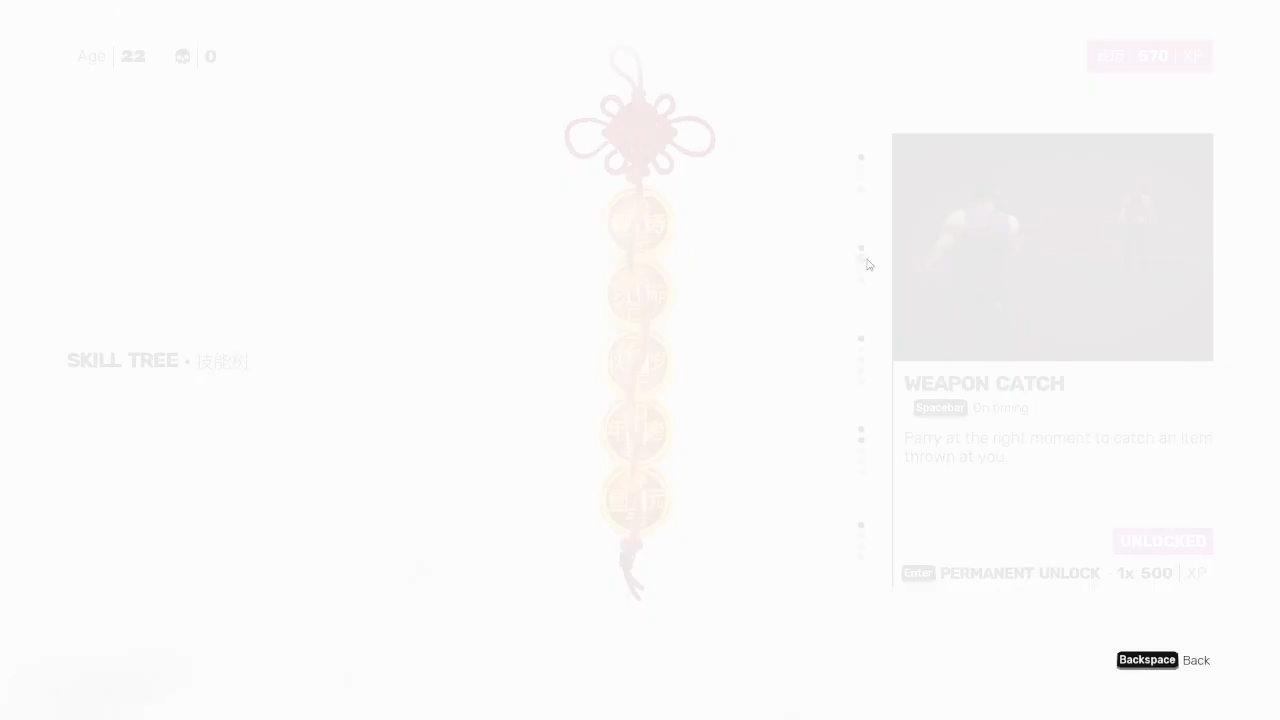 Age 22 0
570 XP
SKILL TREE • 技能树
WEAPON CATCH
Spacebar On timing
Parry at the right moment to catch an item
thrown at you.
UNLOCKED
Enter PERMANENT UNLOCK - 1x 500 XP
Backspace Back